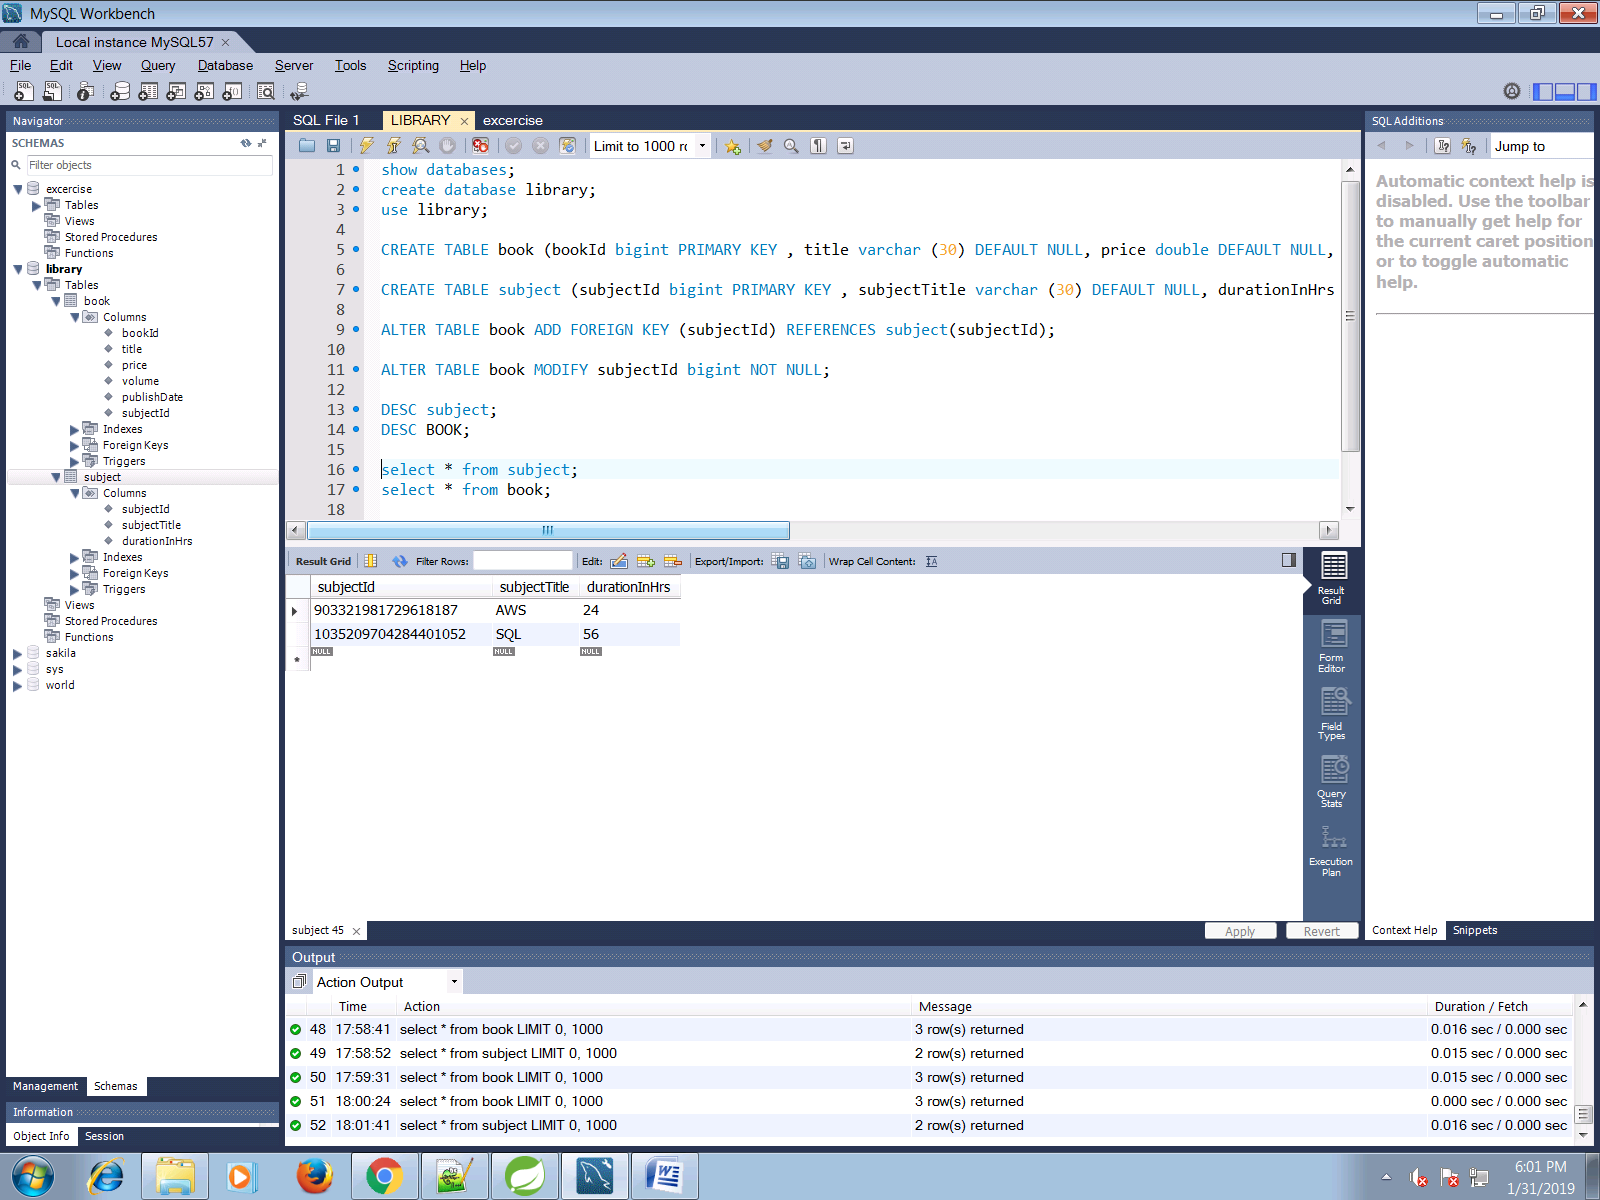 MySQL Workbench
Local instance MySQL57
File Edit View Query Database Server Tools Scripting Help
Navigator
SCHEMAS
Filter objects
excercise
Tables
Views
Stored Procedures
Functions
library
Tables
book
Columns
bookId
title
price
volume
publishDate
subjectId
Indexes
Foreign Keys
Triggers
subject
Columns
subjectId
subjectTitle
durationInHrs
Indexes
Foreign Keys
Triggers
Views
Stored Procedures
Functions
sakila
sys
world
Management Schemas
Information
Object Info Session
SQL File 1 LIBRARY excercise
Limit to 1000 rc
1 show databases;
2 create database library;
3 use library;
4
5 CREATE TABLE book (bookId bigint PRIMARY KEY , title varchar (30) DEFAULT NULL, price double DEFAULT NULL,
6
7 CREATE TABLE subject (subjectId bigint PRIMARY KEY , subjectTitle varchar (30) DEFAULT NULL, durationInHrs
8
9 ALTER TABLE book ADD FOREIGN KEY (subjectId) REFERENCES subject(subjectId);
10
11 ALTER TABLE book MODIFY subjectId bigint NOT NULL;
12
13 DESC subject;
14 DESC BOOK;
15
16 select * from subject;
17 select * from book;
18
Result Grid Filter Rows: Edit: Export/Import: Wrap Cell Content:
subjectId subjectTitle durationInHrs
903321981729618187 AWS 24
1035209704284401052 SQL 56
NULL NULL NULL
Result Grid
Form Editor
Field Types
Query Stats
Execution Plan
subject 45 Apply Revert
SQL Additions
Jump to
Automatic context help is
disabled. Use the toolbar
to manually get help for
the current caret position
or to toggle automatic
help.
Context Help Snippets
Output
Action Output
Time Action Message Duration / Fetch
48 17:58:41 select * from book LIMIT 0, 1000 3 row(s) returned 0.016 sec / 0.000 sec
49 17:58:52 select * from subject LIMIT 0, 1000 2 row(s) returned 0.015 sec / 0.000 sec
50 17:59:31 select * from book LIMIT 0, 1000 3 row(s) returned 0.015 sec / 0.000 sec
51 18:00:24 select * from book LIMIT 0, 1000 3 row(s) returned 0.000 sec / 0.000 sec
52 18:01:41 select * from subject LIMIT 0, 1000 2 row(s) returned 0.016 sec / 0.000 sec
6:01 PM
1/31/2019